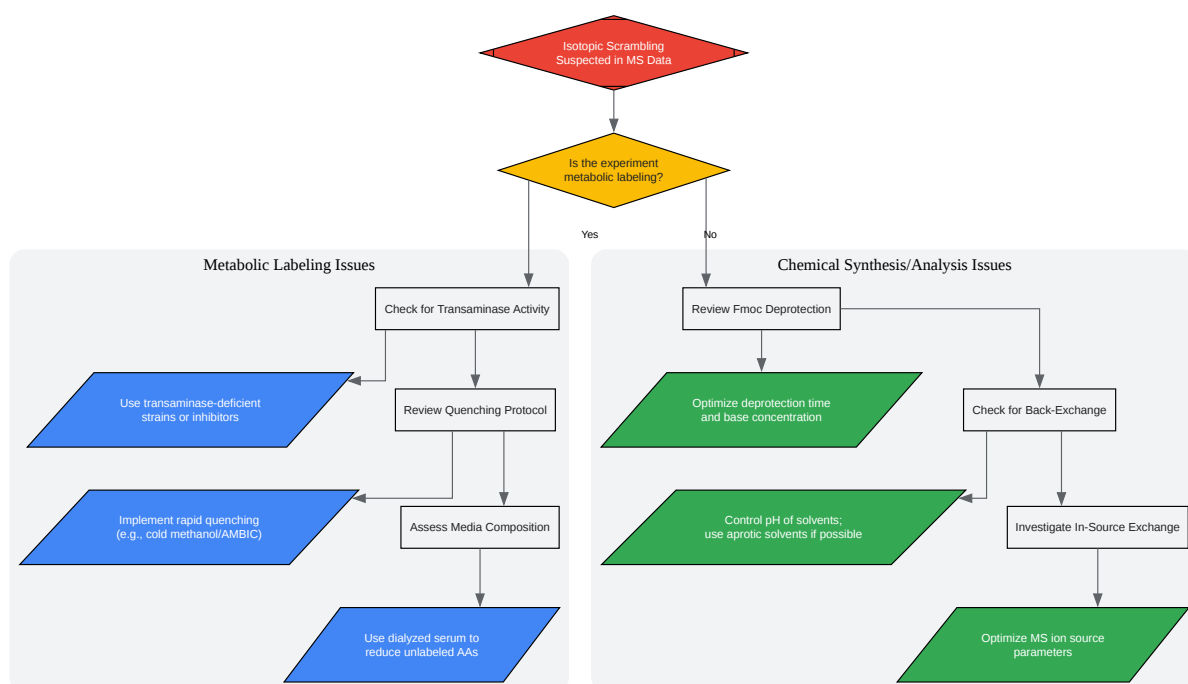 Isotopic Scrambling
Suspected in MS Data
Is the experiment
metabolic labeling?
Yes
No
Metabolic Labeling Issues
Check for Transaminase Activity
Use transaminase-deficient
strains or inhibitors
Review Quenching Protocol
Implement rapid quenching
(e.g., cold methanol/AMBIC)
Assess Media Composition
Use dialyzed serum to
reduce unlabeled AAs
Chemical Synthesis/Analysis Issues
Review Fmoc Deprotection
Optimize deprotection time
and base concentration
Check for Back-Exchange
Control pH of solvents;
use aprotic solvents if possible
Investigate In-Source Exchange
Optimize MS ion source
parameters